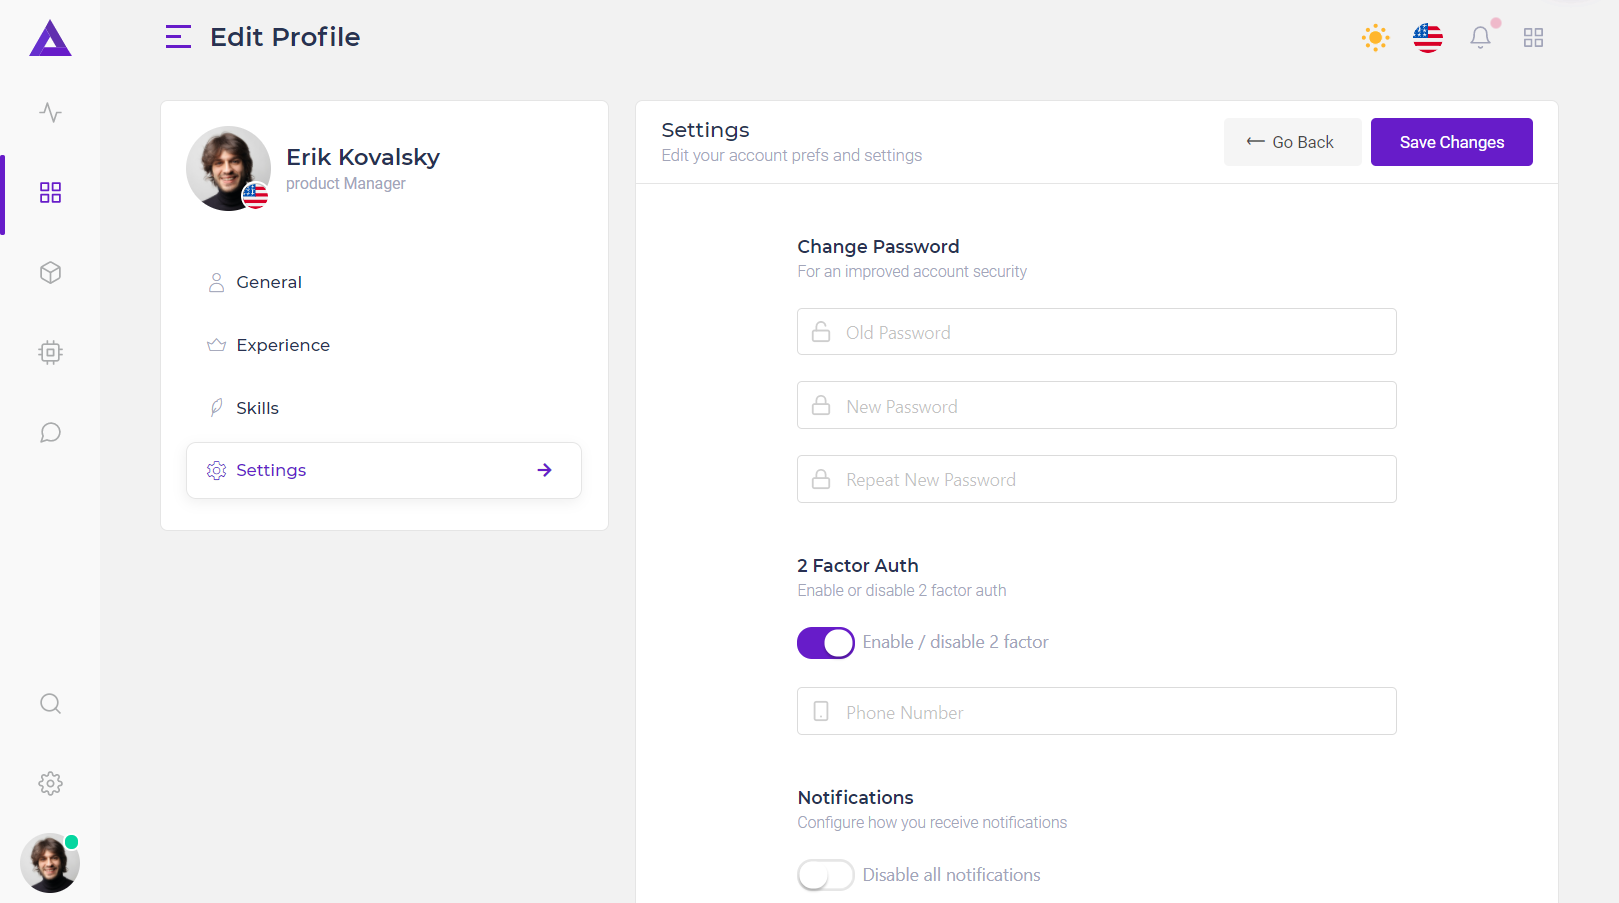 Edit Profile
Erik Kovalsky
product Manager
General
Experience
Skills
Settings
Settings
Edit your account prefs and settings
Go Back
Save Changes
Change Password
For an improved account security
Old Password
New Password
Repeat New Password
2 Factor Auth
Enable or disable 2 factor auth
Enable / disable 2 factor
Phone Number
Notifications
Configure how you receive notifications
Disable all notifications